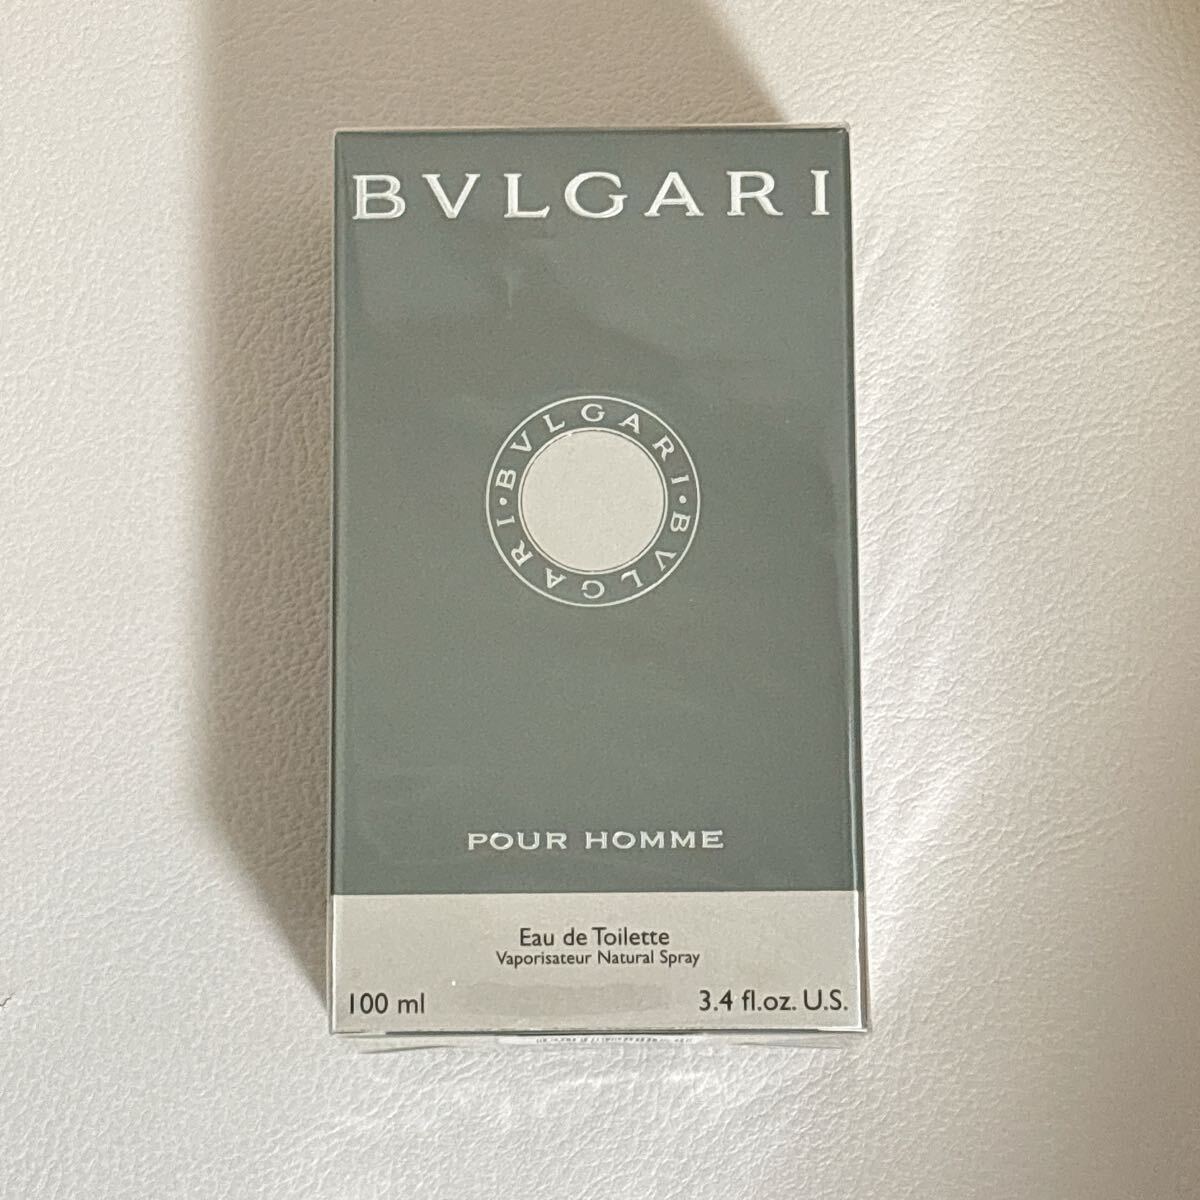 BVLGARI
BVLGARI • BVLGARI •
POUR HOMME
Eau de Toilette
Vaporisateur Natural Spray
100 ml 3.4 fl.oz. U.S.